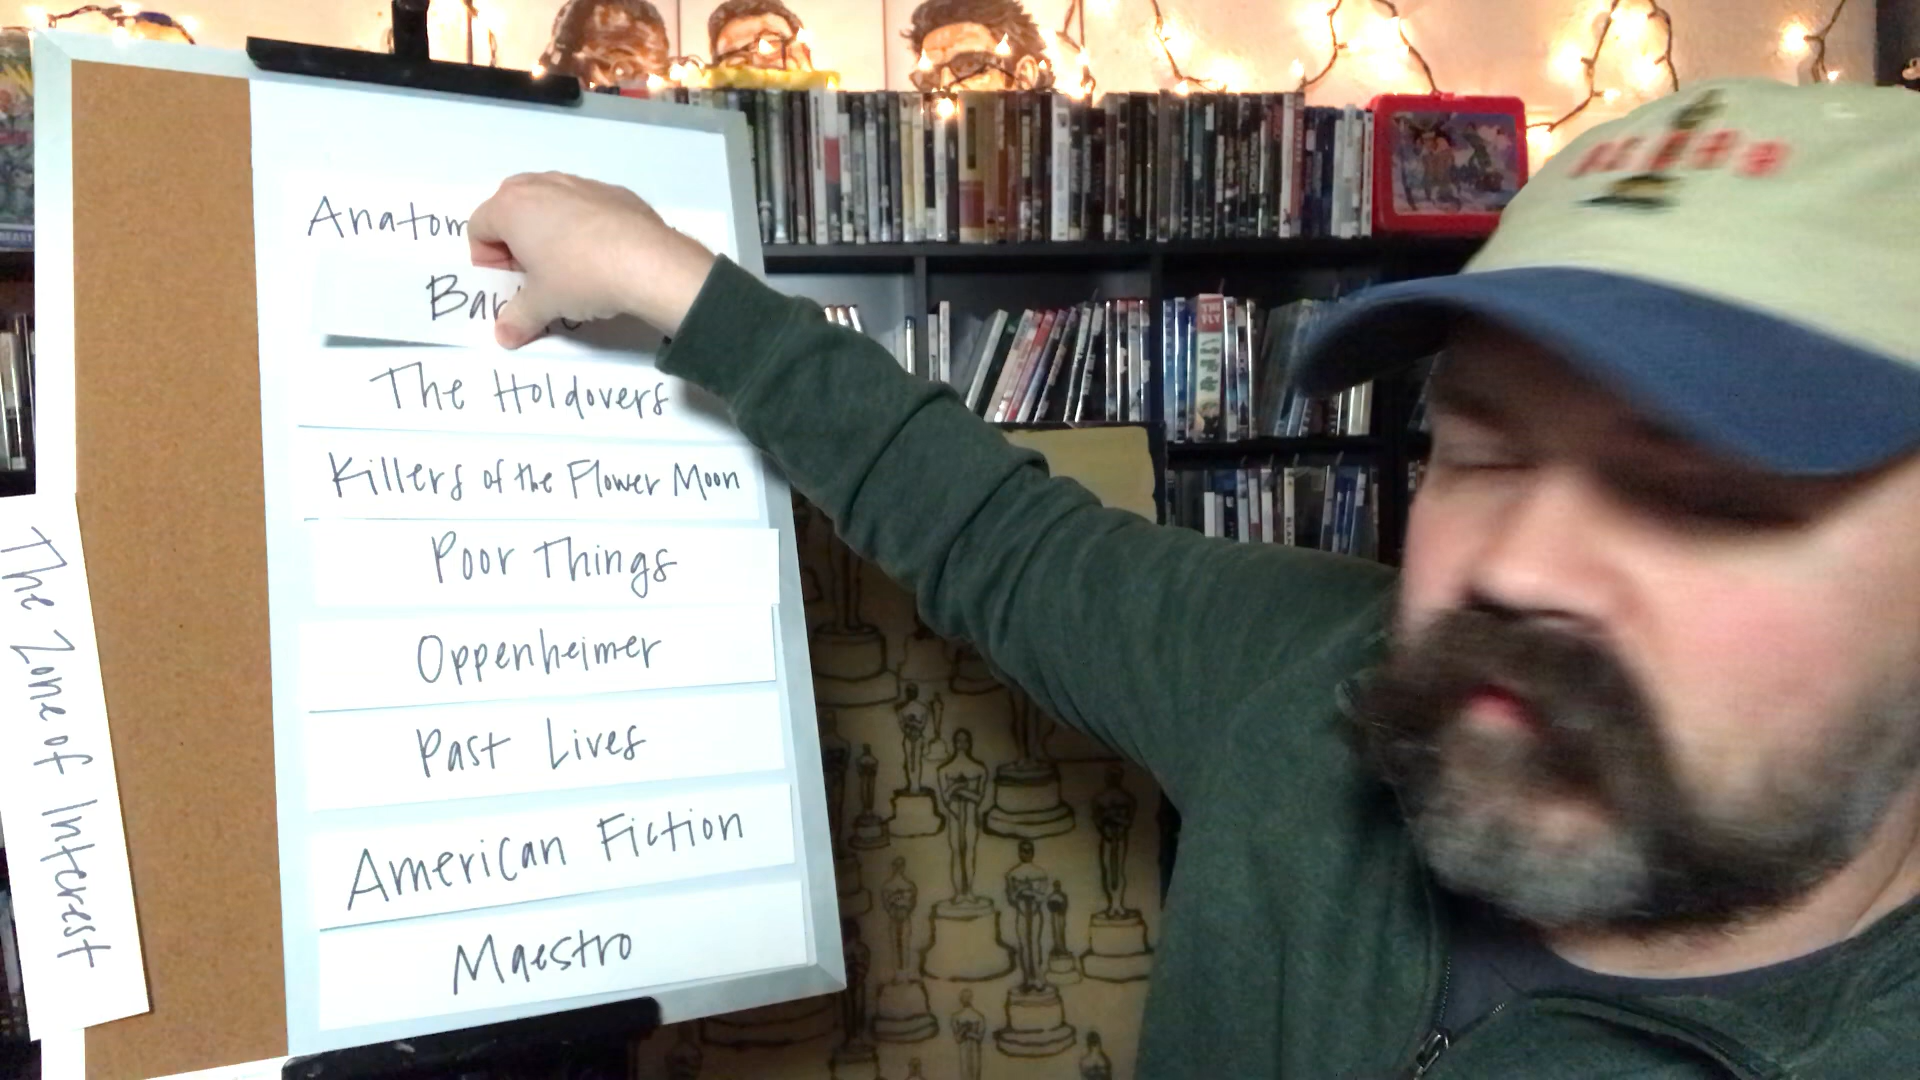 Anatom
Bar
The Holdovers
Killers of the Flower Moon
Poor Things
Oppenheimer
Past Lives
American Fiction
Maestro
The Zone of Interest